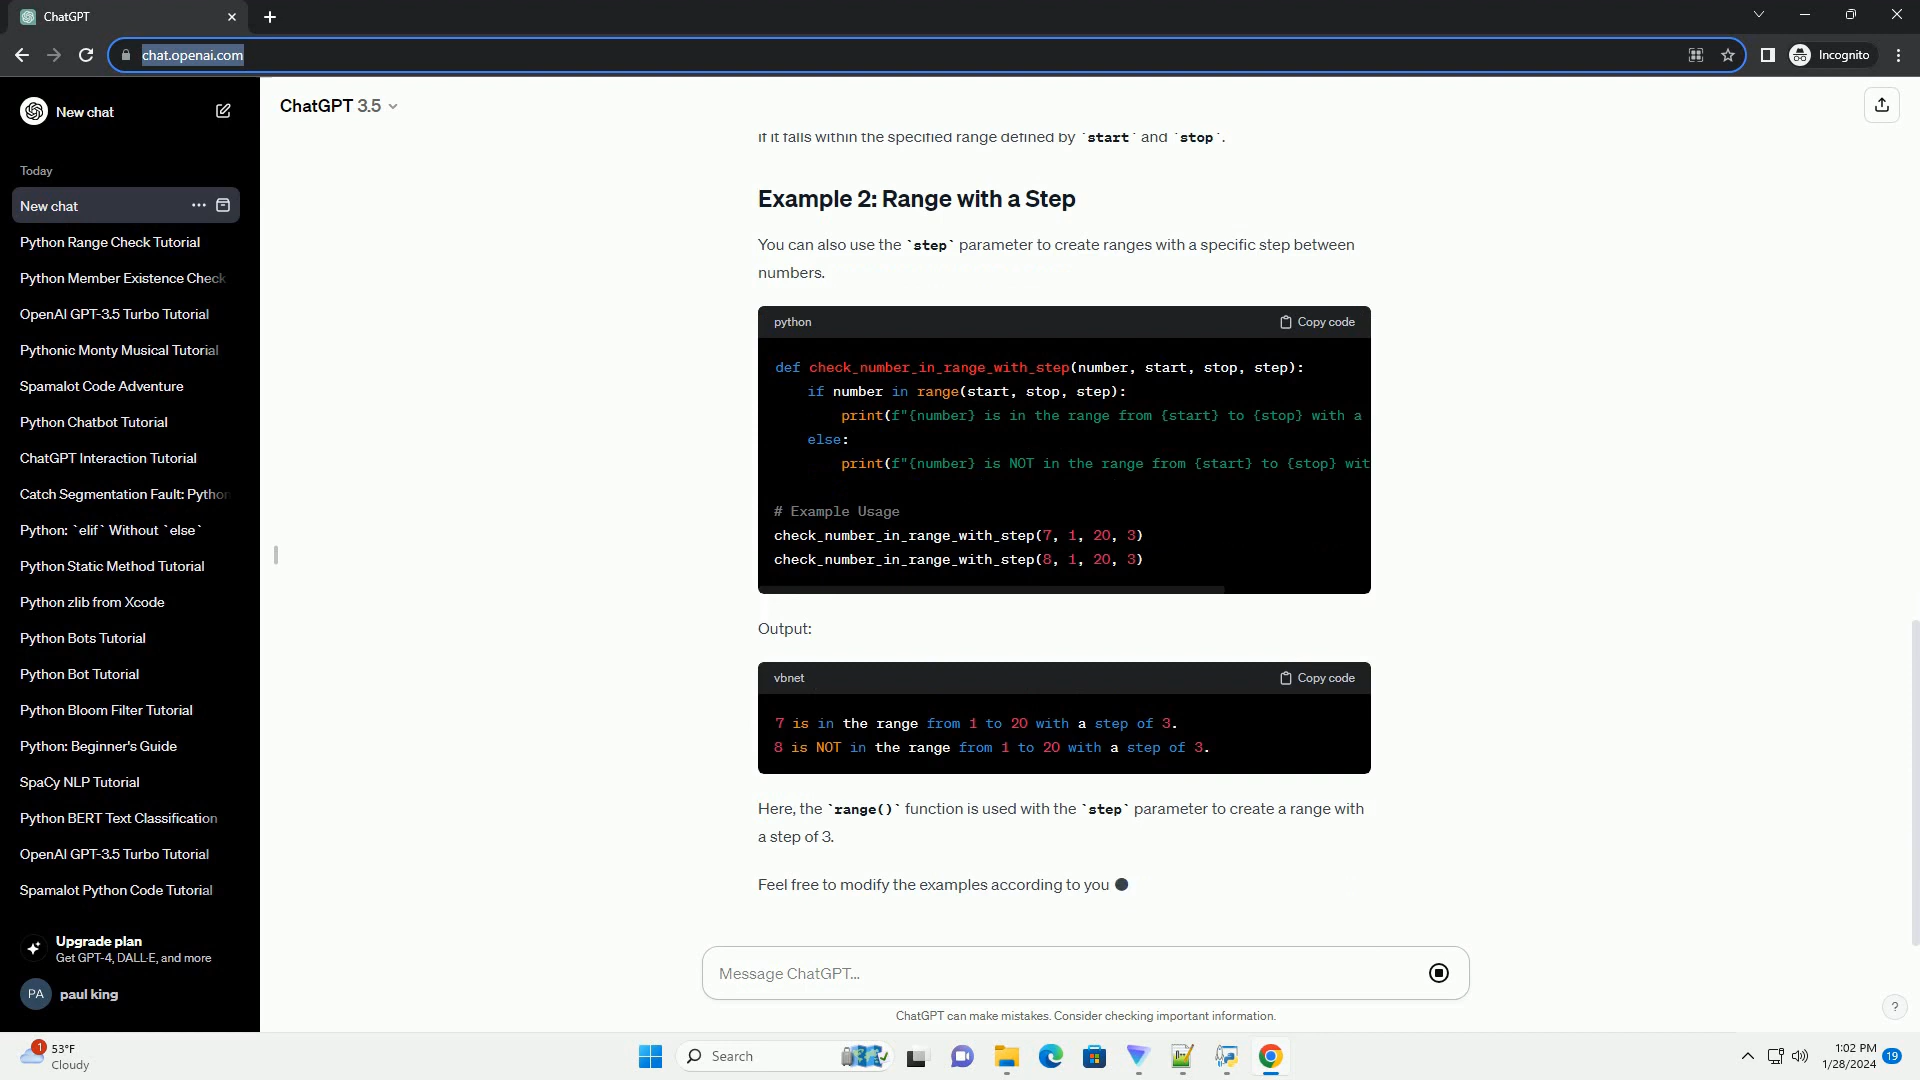 ChatGPT
chat.openai.com
Incognito
New chat
Today
New chat
Python Range Check Tutorial
Python Member Existence Check
OpenAI GPT-3.5 Turbo Tutorial
Pythonic Monty Musical Tutorial
Spamalot Code Adventure
Python Chatbot Tutorial
ChatGPT Interaction Tutorial
Catch Segmentation Fault: Python
Python: `elif` Without `else`
Python Static Method Tutorial
Python zlib from Xcode
Python Bots Tutorial
Python Bot Tutorial
Python Bloom Filter Tutorial
Python: Beginner's Guide
SpaCy NLP Tutorial
Python BERT Text Classification
OpenAI GPT-3.5 Turbo Tutorial
Spamalot Python Code Tutorial
Upgrade plan
Get GPT-4, DALL·E, and more
PA paul king
ChatGPT 3.5
if it falls within the specified range defined by `start` and `stop`.
Example 2: Range with a Step
You can also use the `step` parameter to create ranges with a specific step between
numbers.
python Copy code
def check_number_in_range_with_step(number, start, stop, step):
if number in range(start, stop, step):
print(f"{number} is in the range from {start} to {stop} with a
else:
print(f"{number} is NOT in the range from {start} to {stop} wit
# Example Usage
check_number_in_range_with_step(7, 1, 20, 3)
check_number_in_range_with_step(8, 1, 20, 3)
Output:
vbnet Copy code
7 is in the range from 1 to 20 with a step of 3.
8 is NOT in the range from 1 to 20 with a step of 3.
Here, the `range()` function is used with the `step` parameter to create a range with
a step of 3.
Feel free to modify the examples according to you
Message ChatGPT...
ChatGPT can make mistakes. Consider checking important information.
?
1
53°F
Cloudy
Search
1:02 PM
1/28/2024
19